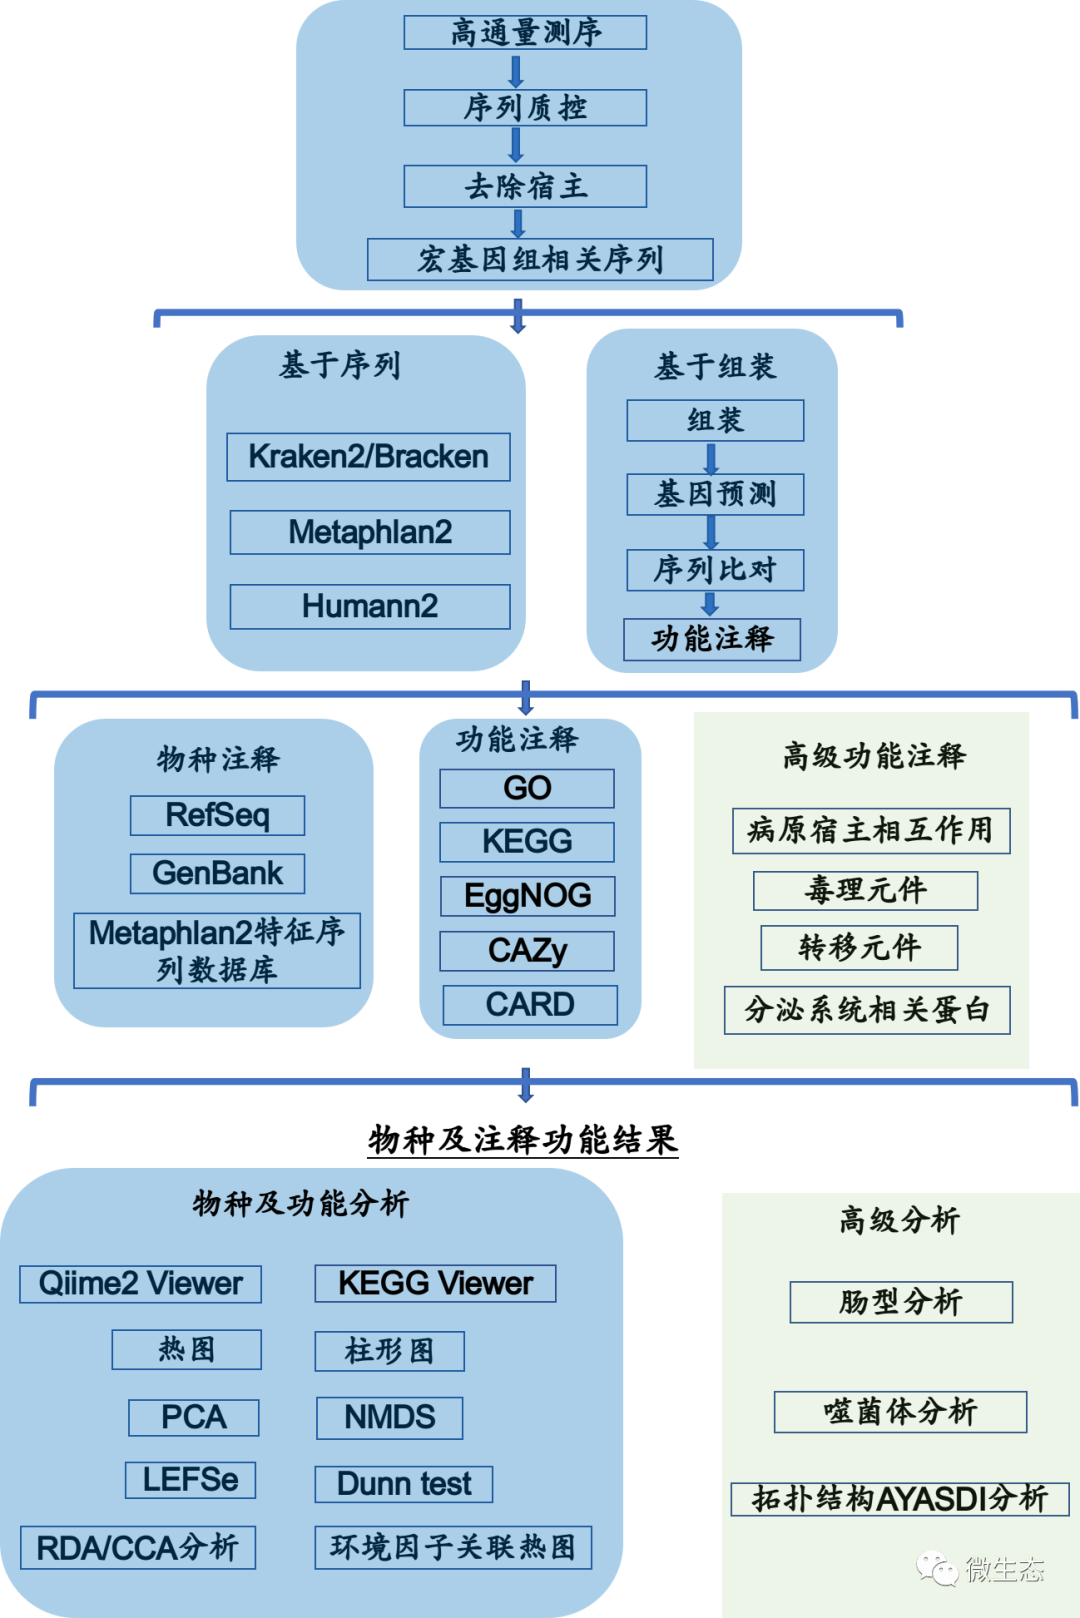 高通量测序
序列质控
去除宿主
宏基因组相关序列
基于序列
Kraken2/Bracken
Metaphlan2
Humann2
基于组装
组装
基因预测
序列比对
功能注释
物种注释
RefSeq
GenBank
Metaphlan2特征序
列数据库
功能注释
GO
KEGG
EggNOG
CAZy
CARD
高级功能注释
病原宿主相互作用
毒理元件
转移元件
分泌系统相关蛋白
物种及注释功能结果
物种及功能分析
Qiime2 Viewer
KEGG Viewer
热图
柱形图
PCA
NMDS
LEFSe
Dunn test
RDA/CCA分析
环境因子关联热图
高级分析
肠型分析
噬菌体分析
拓扑结构AYASDI分析
微生态